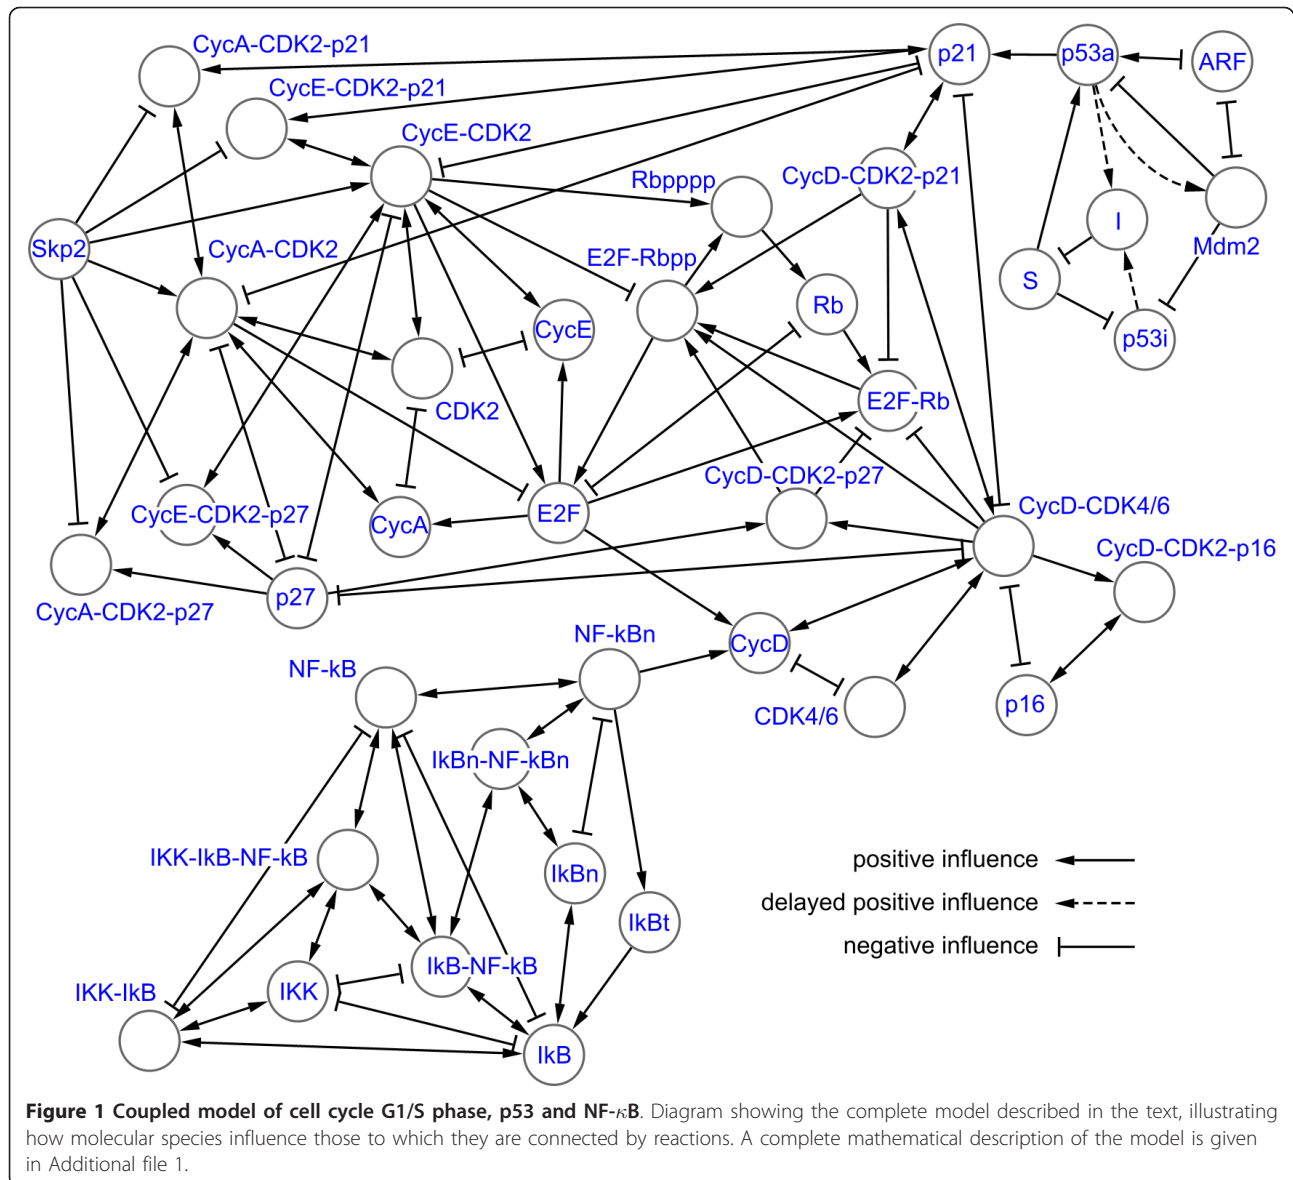 CycA-CDK2-p21
p21
p53a
ARF
CycE-CDK2-p21
CycE-CDK2
Rbpppp
CycD-CDK2-p21
I
Skp2
CycA-CDK2
E2F-Rbpp
Mdm2
S
Rb
CycE
p53i
CDK2
E2F-Rb
CycD-CDK2-p27
CycE-CDK2-p27
CycA
E2F
CycD-CDK4/6
CycD-CDK2-p16
CycA-CDK2-p27
p27
NF-kBn
CycD
NF-kB
CDK4/6
p16
IkBn-NF-kBn
IKK-IkB-NF-kB
IkBn
positive influence
IkBt
delayed positive influence
negative influence
IkB-NF-kB
IKK-IkB
IKK
IkB
Figure 1 Coupled model of cell cycle G1/S phase, p53 and NF-κB. Diagram showing the complete model described in the text, illustrating
how molecular species influence those to which they are connected by reactions. A complete mathematical description of the model is given
in Additional file 1.